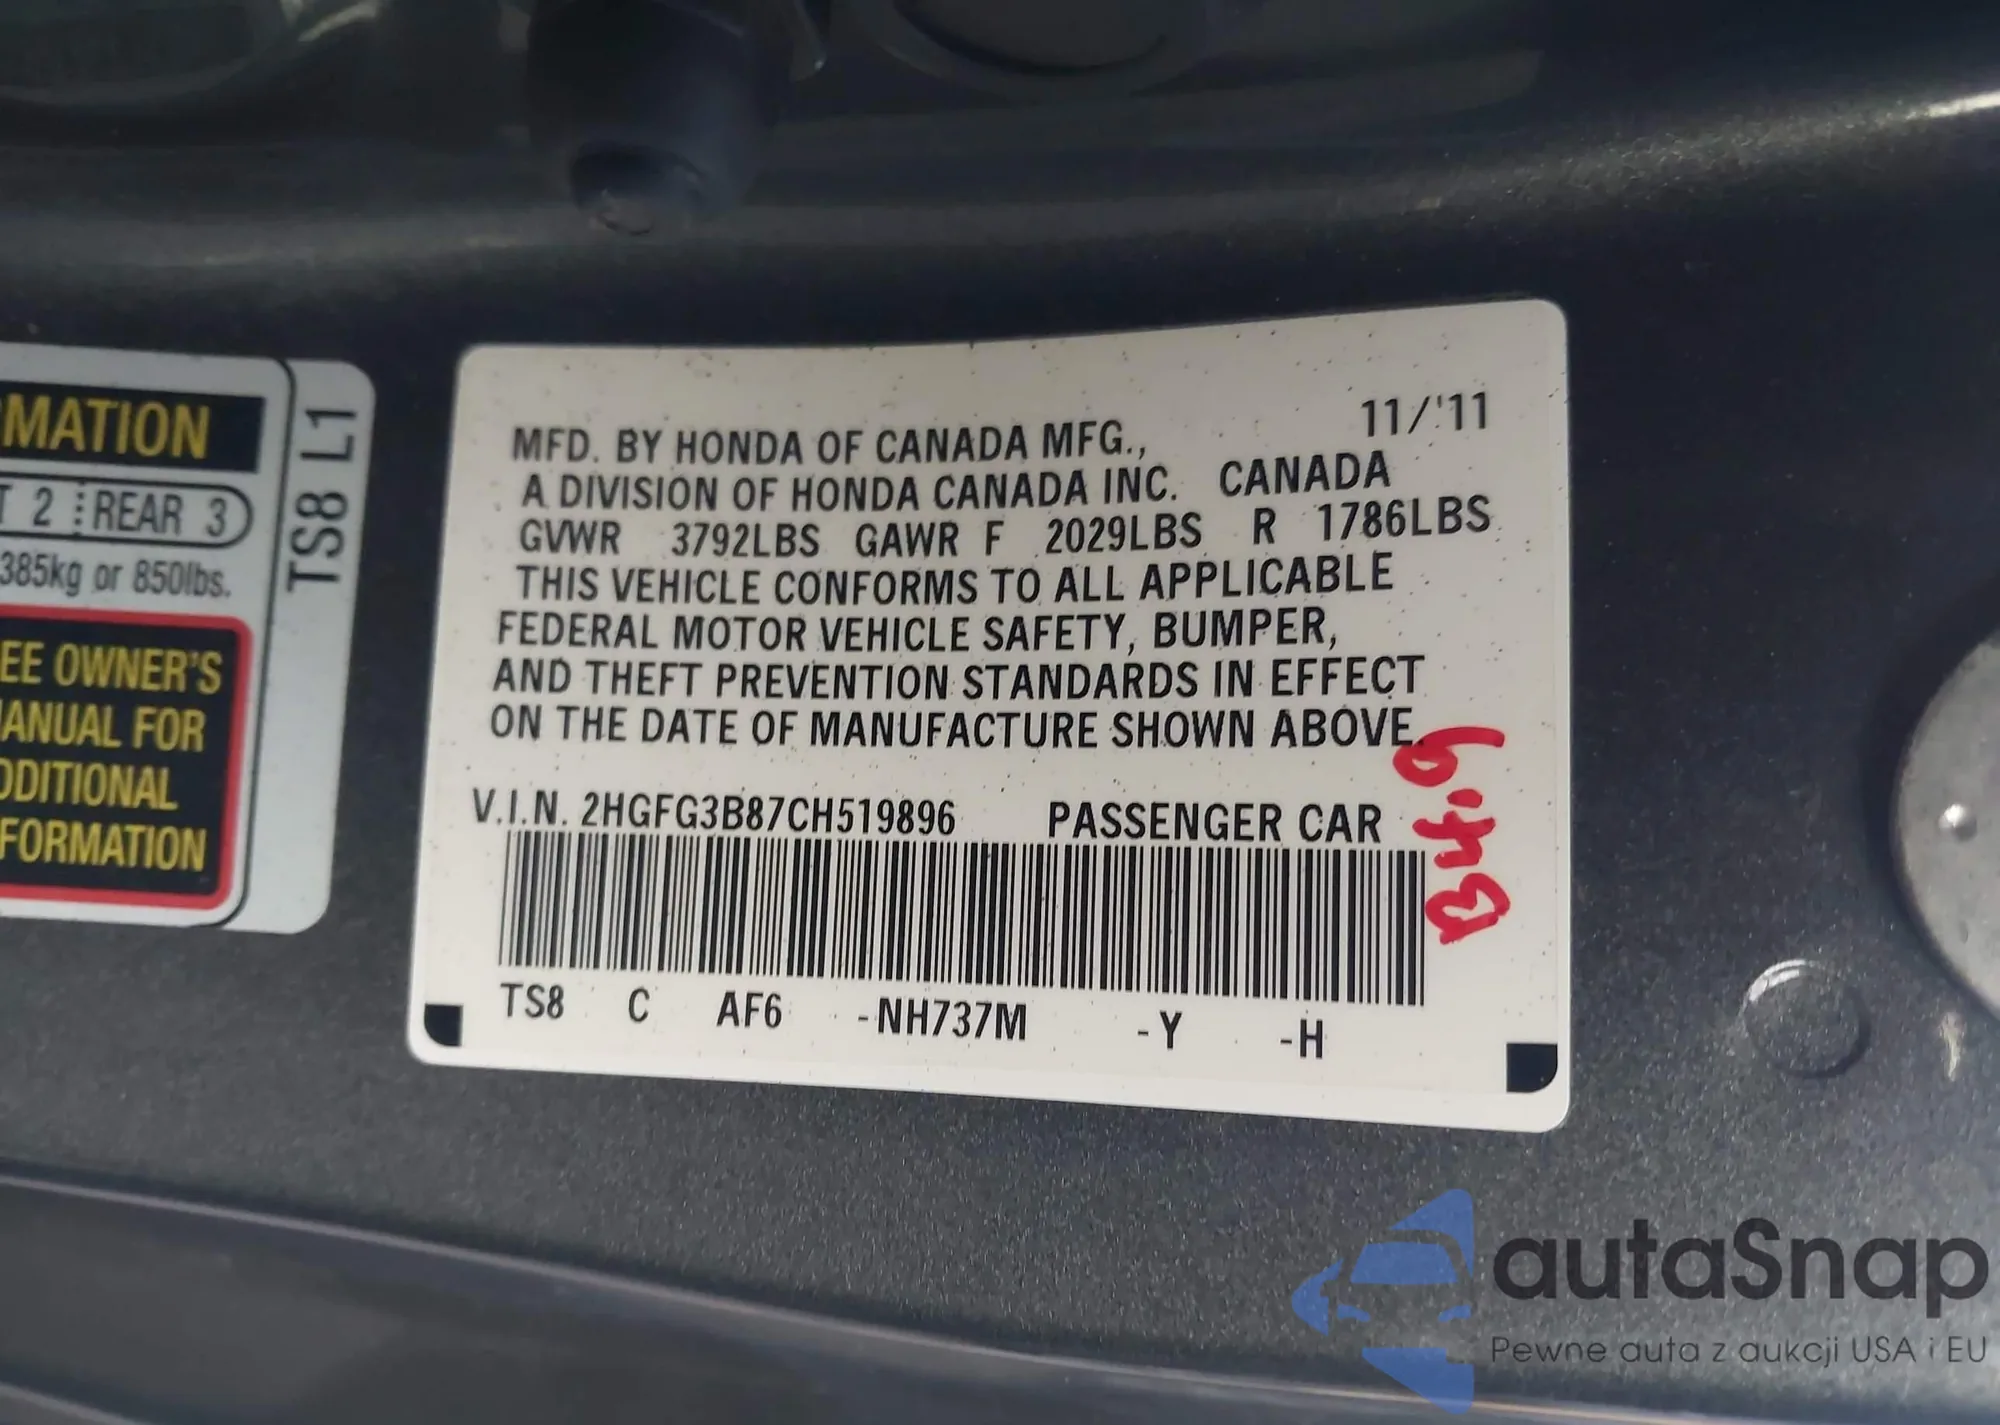 MATION
T 2 REAR 3
385kg or 850lbs.
EE OWNER'S
ANUAL FOR
DDITIONAL
FORMATION
TS8 L1
11/'11
MFD. BY HONDA OF CANADA MFG.,
A DIVISION OF HONDA CANADA INC. CANADA
GVWR 3792LBS GAWR F 2029LBS R 1786LBS
THIS VEHICLE CONFORMS TO ALL APPLICABLE
FEDERAL MOTOR VEHICLE SAFETY, BUMPER,
AND THEFT PREVENTION STANDARDS IN EFFECT
ON THE DATE OF MANUFACTURE SHOWN ABOVE.
V.I.N. 2HGFG3B87CH519896 PASSENGER CAR
TS8 C AF6 -NH737M -Y -H
B4.9
autaSnap
Pewne auta z aukcji USA i EU